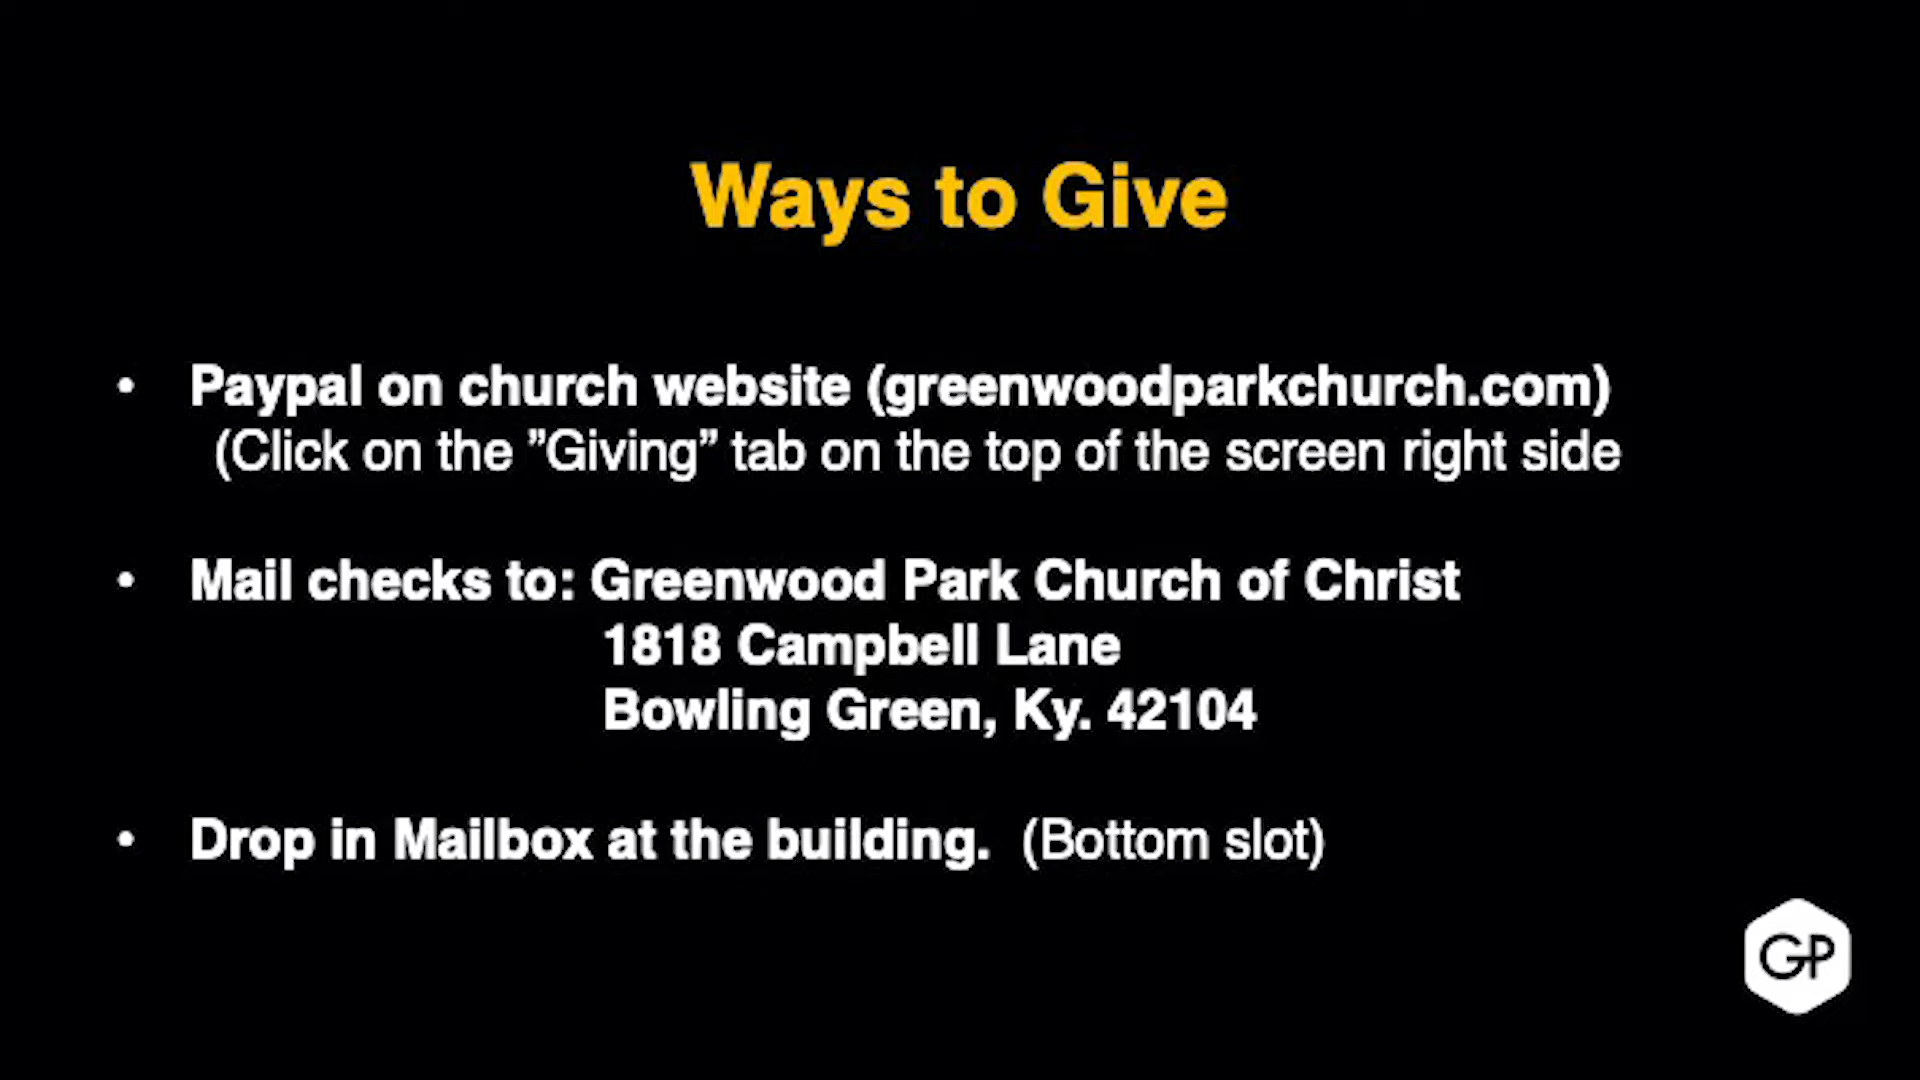 Ways to Give
• Paypal on church website (greenwoodparkchurch.com)
(Click on the ”Giving” tab on the top of the screen right side
• Mail checks to: Greenwood Park Church of Christ
1818 Campbell Lane
Bowling Green, Ky. 42104
• Drop in Mailbox at the building. (Bottom slot)
GP